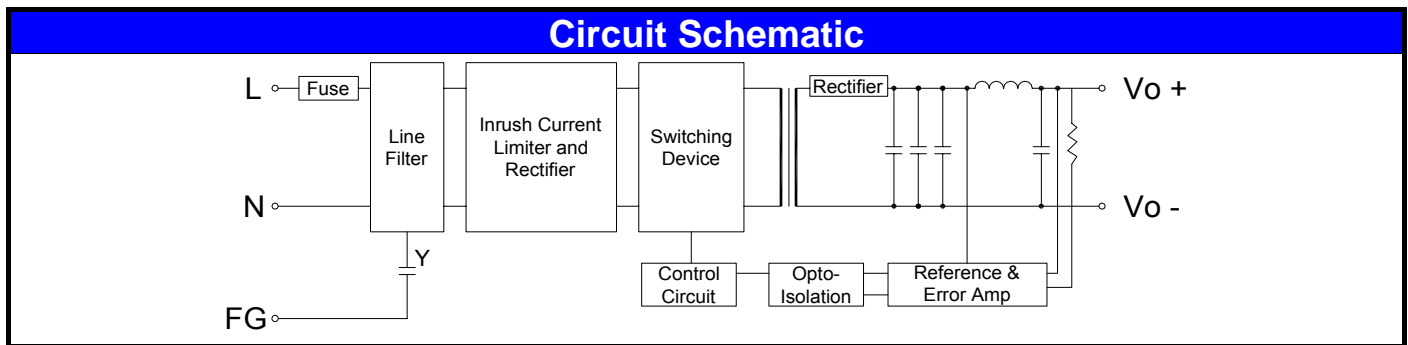 Circuit Schematic
L
Fuse
Line
Filter
Inrush Current
Limiter and
Rectifier
Switching
Device
Rectifier
Vo +
N
Vo -
Y
Control
Circuit
Opto-
Isolation
Reference &
Error Amp
FG